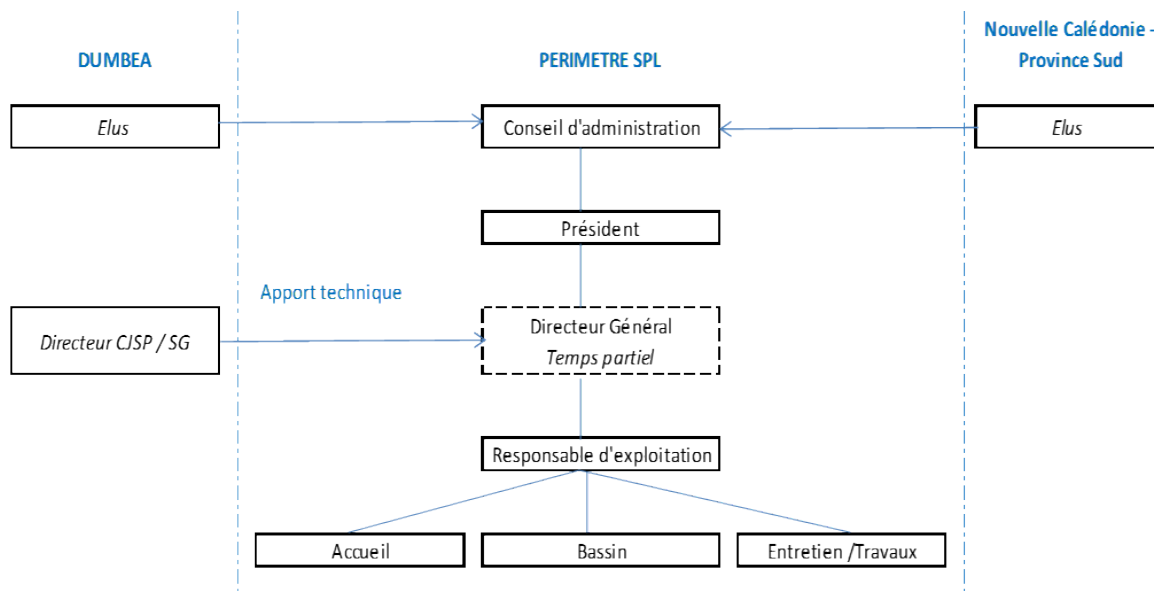 DUMBEA
PERIMETRE SPL
Nouvelle Calédonie -
Province Sud
Elus
Conseil d'administration
Elus
Président
Apport technique
Directeur CJSP / SG
Directeur Général
Temps partiel
Responsable d'exploitation
Accueil
Bassin
Entretien /Travaux